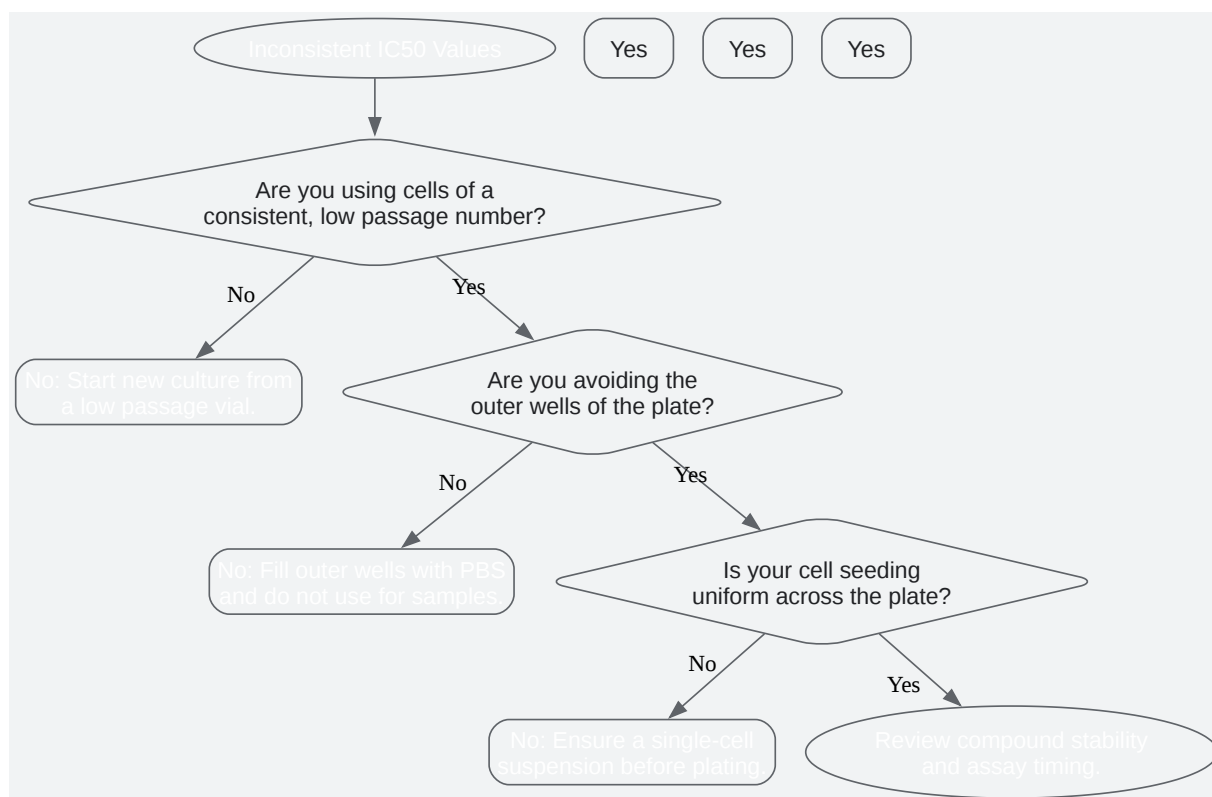 Inconsistent IC50 Values
Yes
Yes
Yes
Are you using cells of a
consistent, low passage number?
No
Yes
No: Start new culture from
a low passage vial.
Are you avoiding the
outer wells of the plate?
No
Yes
No: Fill outer wells with PBS
and do not use for samples.
Is your cell seeding
uniform across the plate?
No
Yes
No: Ensure a single-cell
suspension before plating.
Review compound stability
and assay timing.